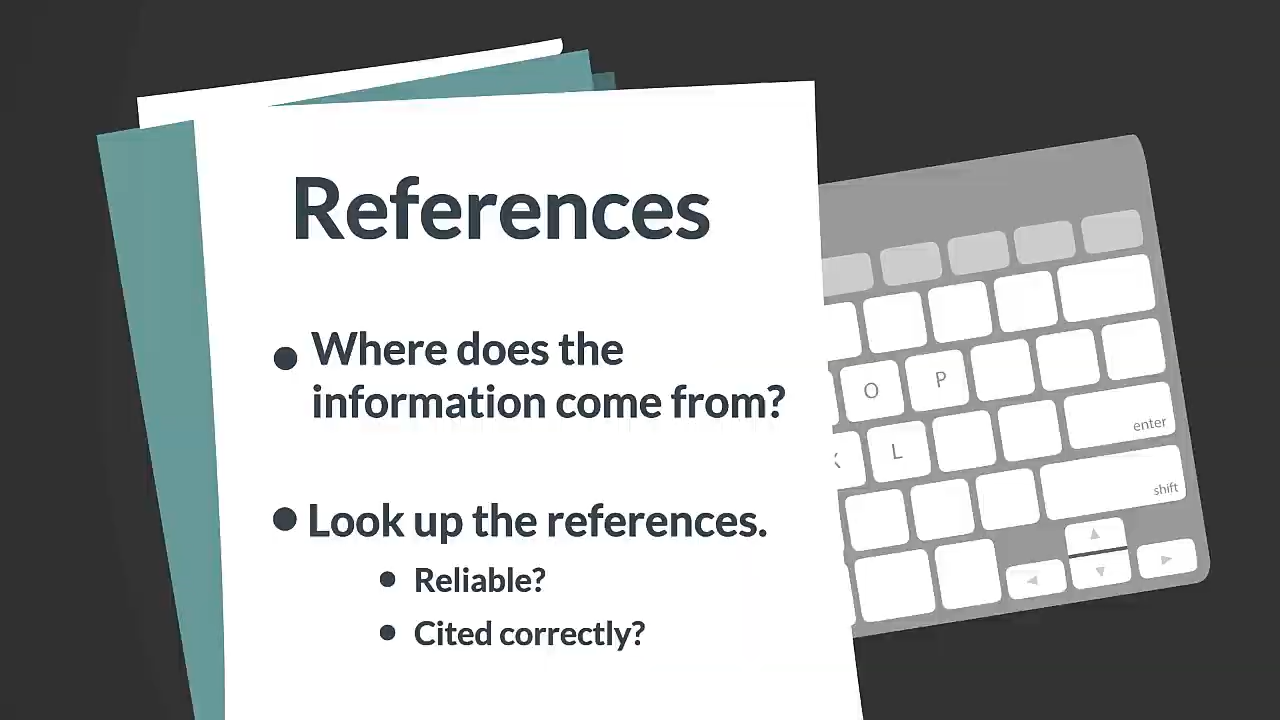 References
● Where does the
information come from?
● Look up the references.
● Reliable?
● Cited correctly?
O P
L
enter
shift